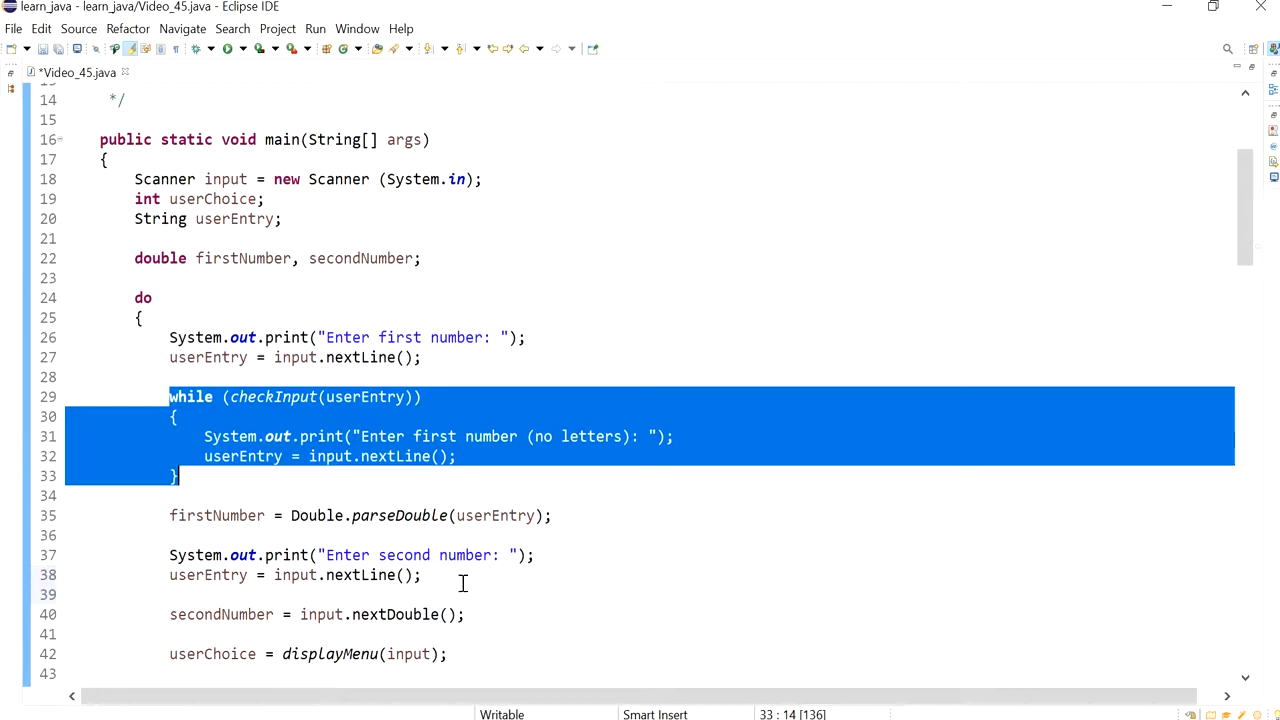 learn_java - learn_java/Video_45.java - Eclipse IDE
File Edit Source Refactor Navigate Search Project Run Window Help
*Video_45.java
14 */
15
16 public static void main(String[] args)
17 {
18 Scanner input = new Scanner (System.in);
19 int userChoice;
20 String userEntry;
21
22 double firstNumber, secondNumber;
23
24 do
25 {
26 System.out.print("Enter first number: ");
27 userEntry = input.nextLine();
28
29 while (checkInput(userEntry))
30 {
31 System.out.print("Enter first number (no letters): ");
32 userEntry = input.nextLine();
33 }
34
35 firstNumber = Double.parseDouble(userEntry);
36
37 System.out.print("Enter second number: ");
38 userEntry = input.nextLine();
39
40 secondNumber = input.nextDouble();
41
42 userChoice = displayMenu(input);
43
Writable Smart Insert 33 : 14 [136]